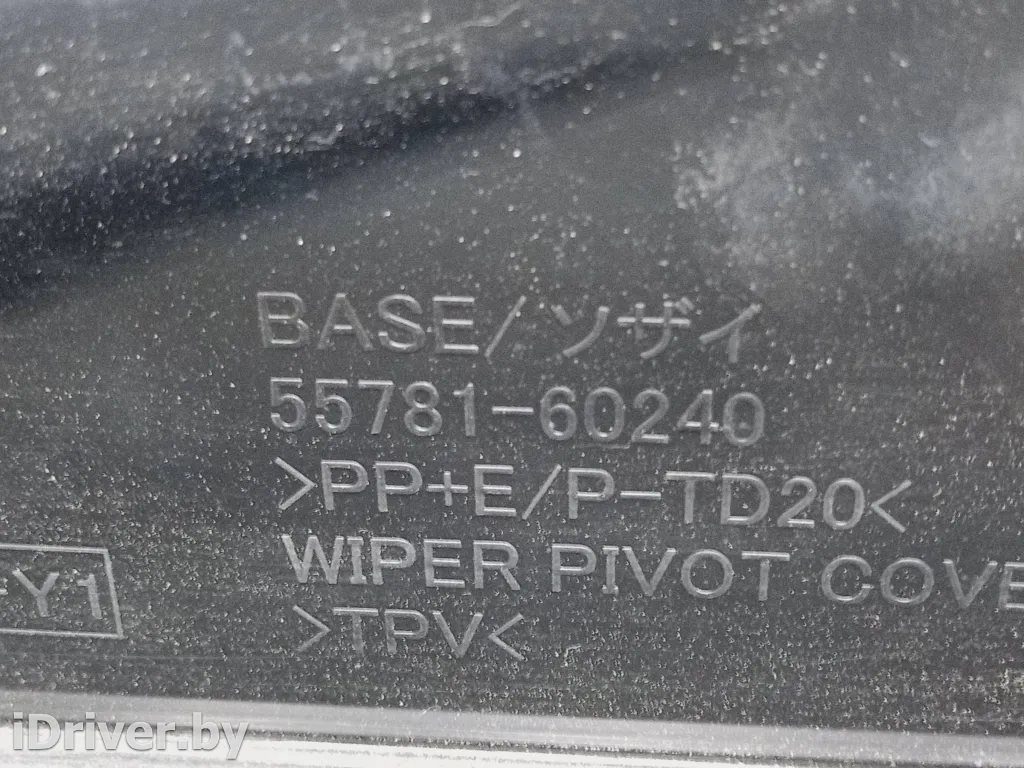 BASE/ソザイ
55781-60240
>PP+E/P-TD20<
WIPER PIVOT COVE
-Y1
>TPV<
iDriver.by